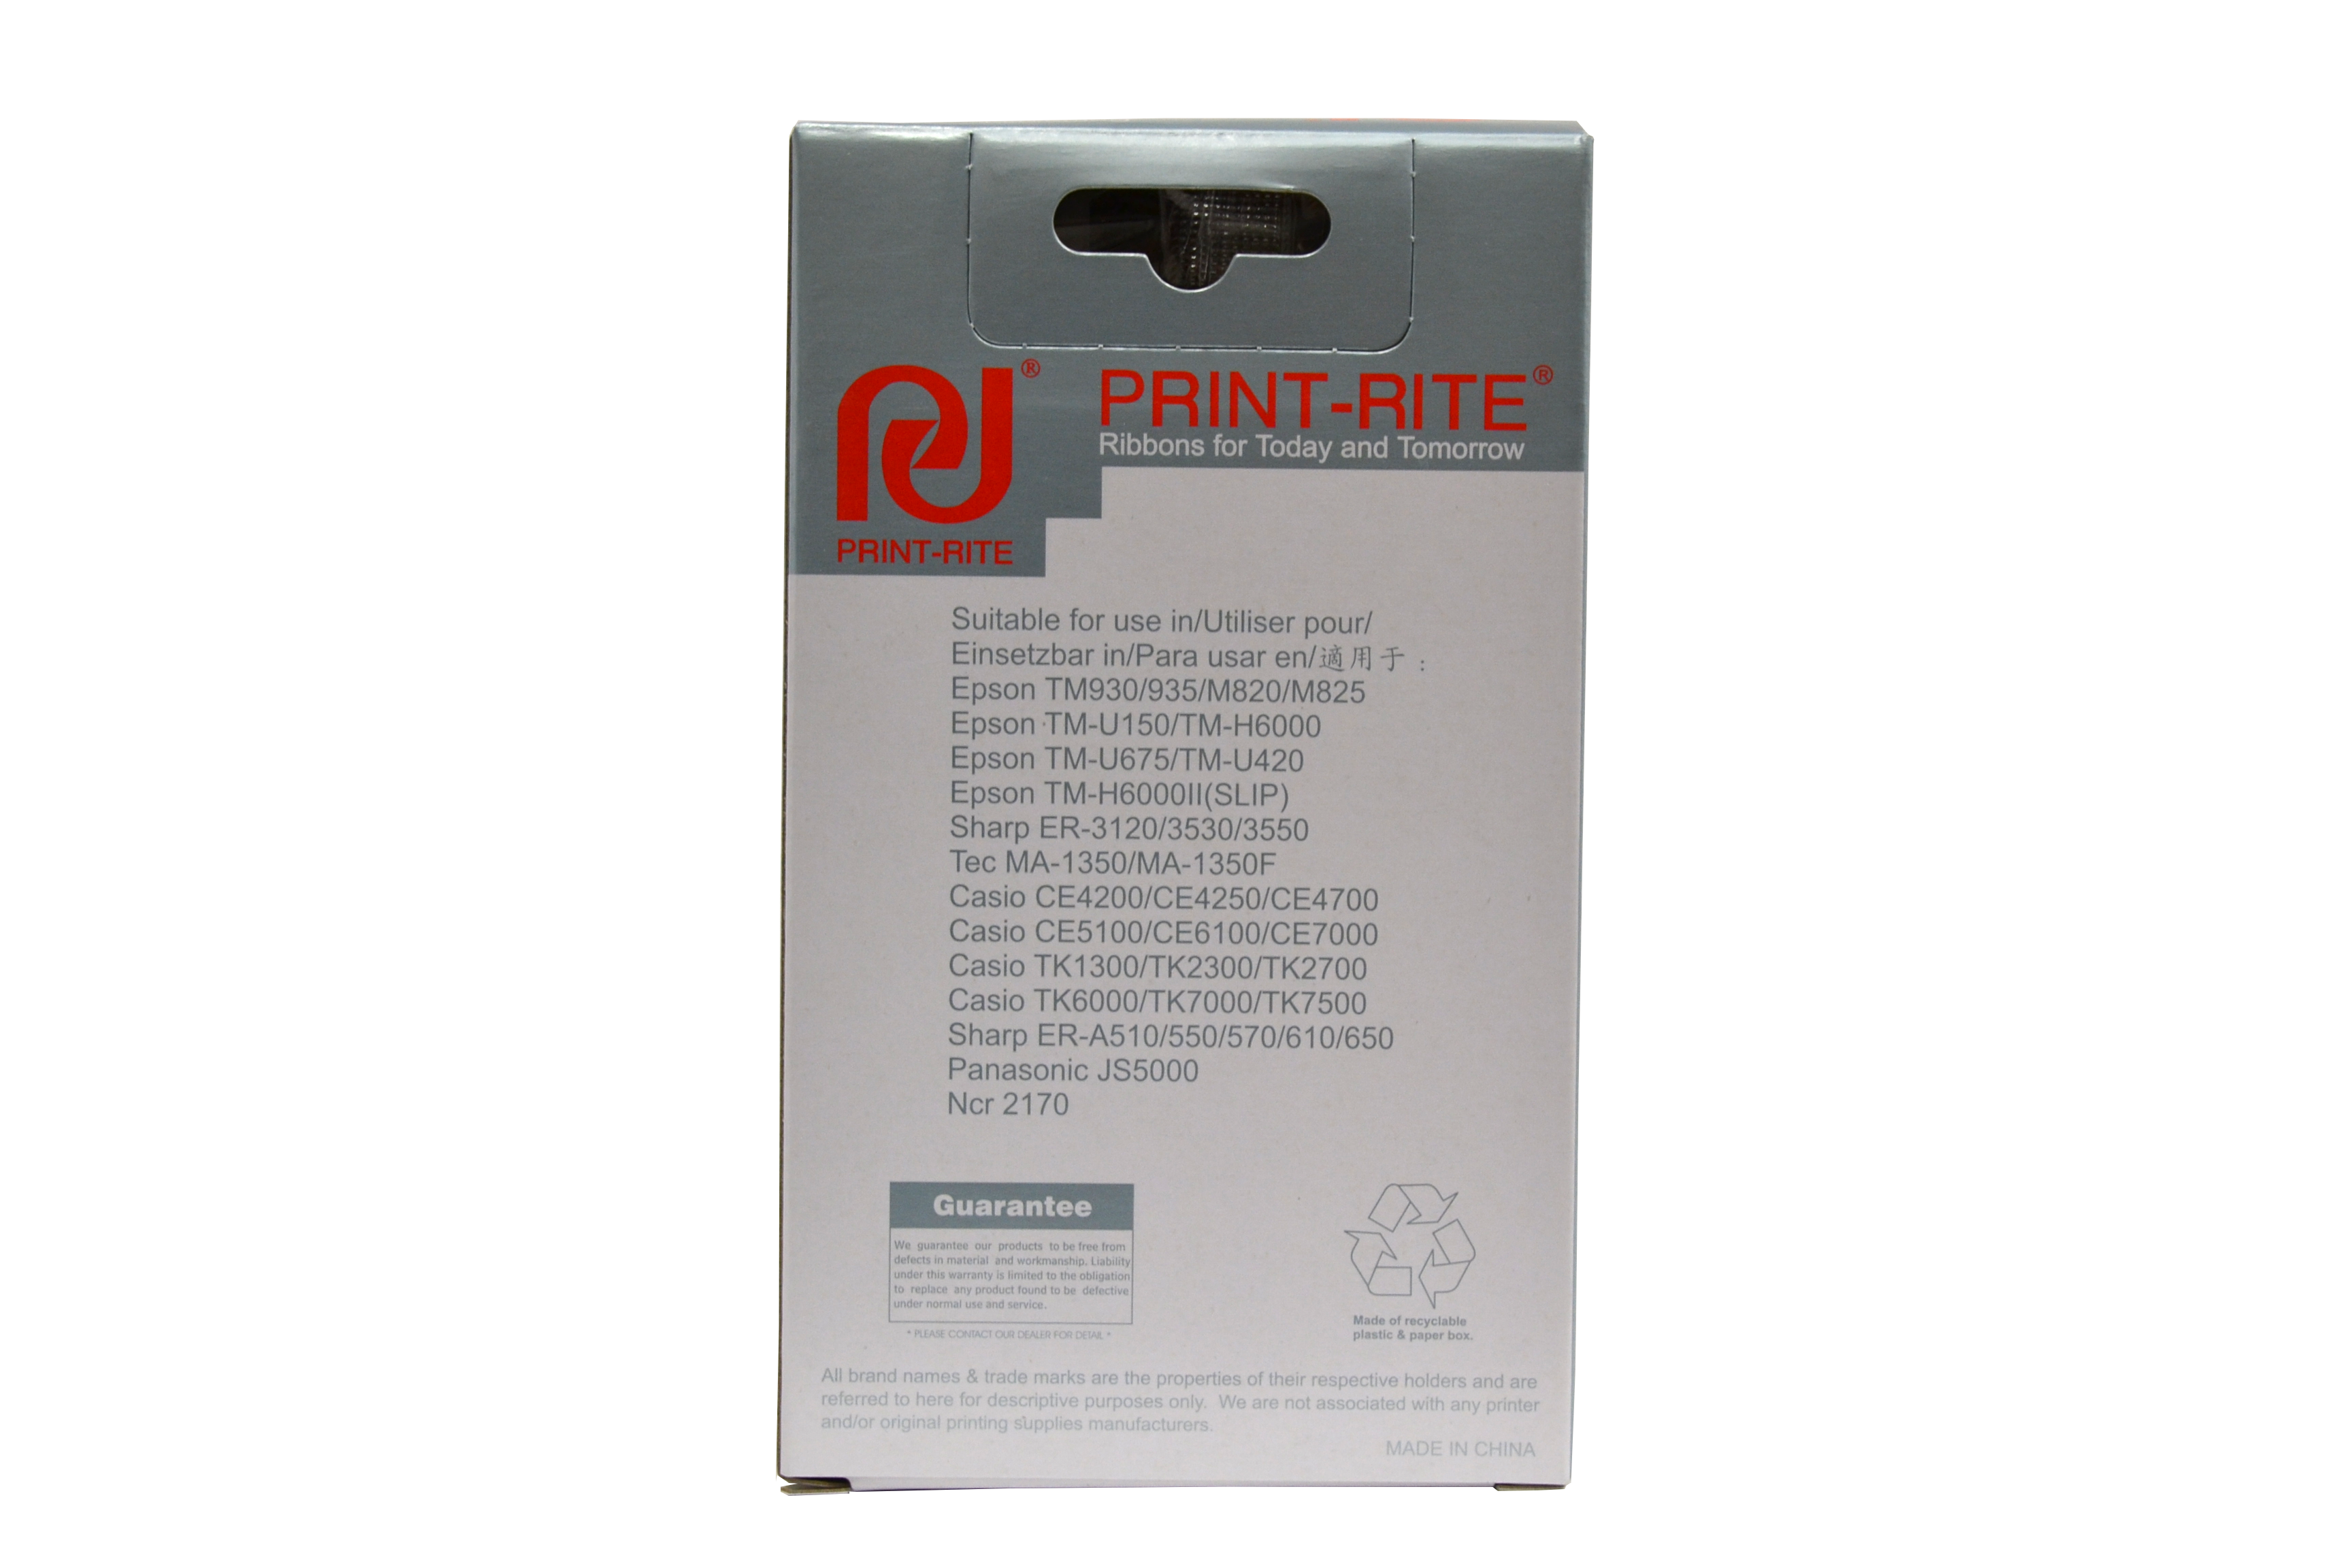 ®
PRINT-RITE®
Ribbons for Today and Tomorrow
PRINT-RITE
Suitable for use in/Utiliser pour/
Einsetzbar in/Para usar en/適用于：
Epson TM930/935/M820/M825
Epson TM-U150/TM-H6000
Epson TM-U675/TM-U420
Epson TM-H6000II(SLIP)
Sharp ER-3120/3530/3550
Tec MA-1350/MA-1350F
Casio CE4200/CE4250/CE4700
Casio CE5100/CE6100/CE7000
Casio TK1300/TK2300/TK2700
Casio TK6000/TK7000/TK7500
Sharp ER-A510/550/570/610/650
Panasonic JS5000
Ncr 2170
Guarantee
We guarantee our products to be free from
defects in material and workmanship. Liability
under this warranty is limited to the obligation
to replace any product found to be defective
under normal use and service.
* PLEASE CONTACT OUR DEALER FOR DETAIL *
Made of recyclable
plastic & paper box.
All brand names & trade marks are the properties of their respective holders and are
referred to here for descriptive purposes only. We are not associated with any printer
and/or original printing supplies manufacturers.
MADE IN CHINA